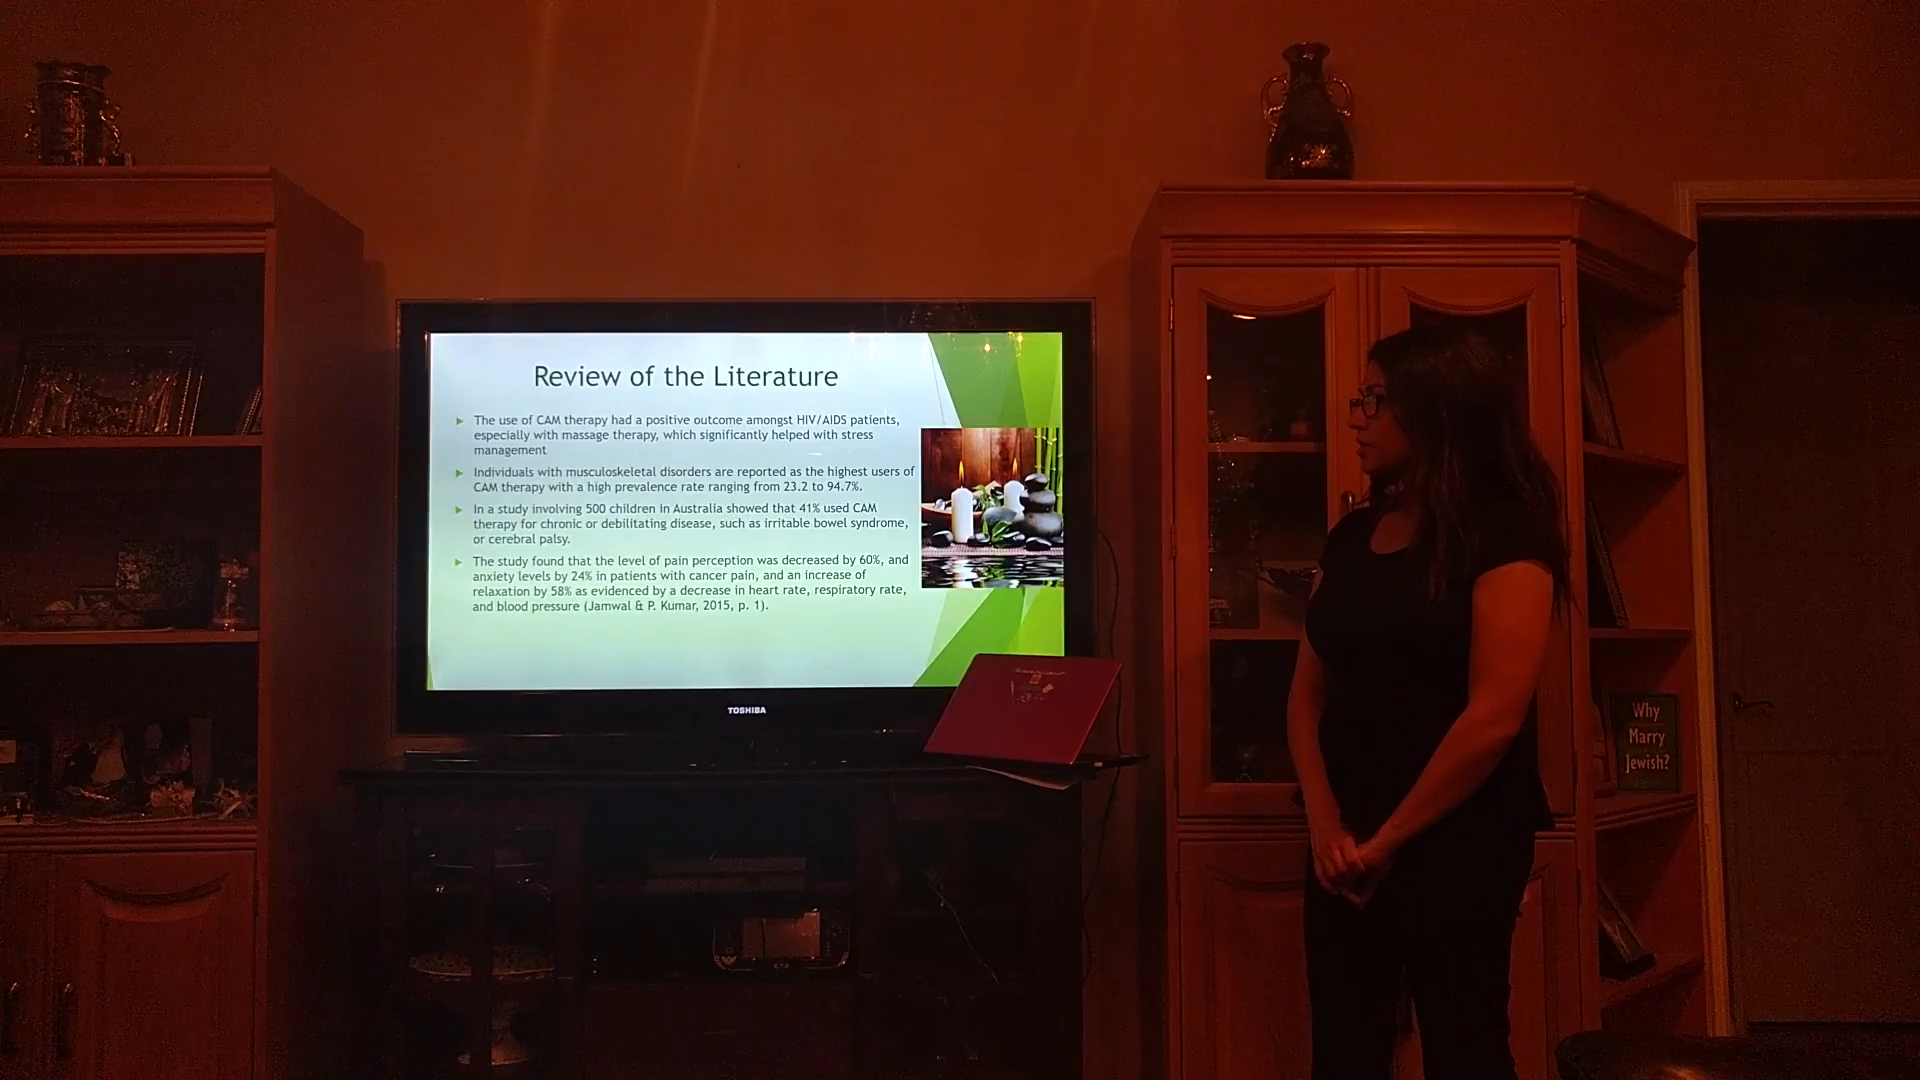 Review of the Literature
The use of CAM therapy had a positive outcome amongst HIV/AIDS patients,
especially with massage therapy, which significantly helped with stress
management
Individuals with musculoskeletal disorders are reported as the highest users of
CAM therapy with a high prevalence rate ranging from 23.2 to 94.7%.
In a study involving 500 children in Australia showed that 41% used CAM
therapy for chronic or debilitating disease, such as irritable bowel syndrome,
or cerebral palsy.
The study found that the level of pain perception was decreased by 60%, and
anxiety levels by 24% in patients with cancer pain, and an increase of
relaxation by 58% as evidenced by a decrease in heart rate, respiratory rate,
and blood pressure (Jamwal & P. Kumar, 2015, p. 1).
TOSHIBA
Why
Marry
Jewish?